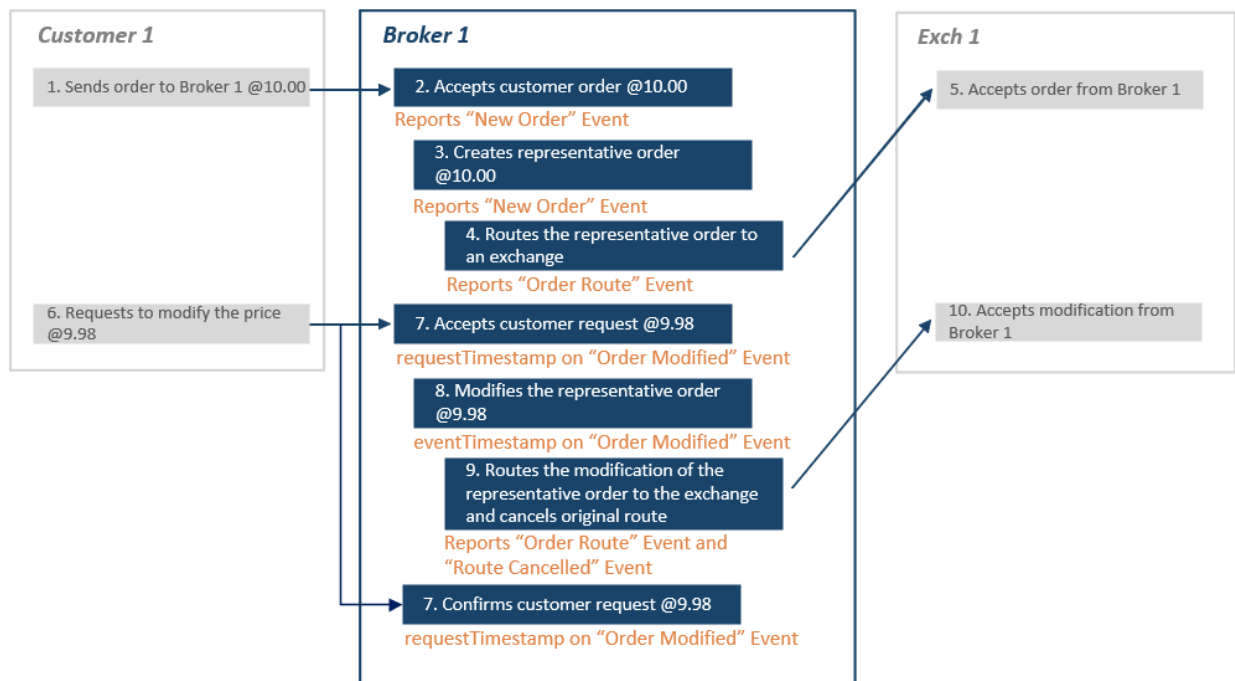 Customer 1
1. Sends order to Broker 1 @10.00
6. Requests to modify the price
@9.98
Broker 1
2. Accepts customer order @10.00
Reports “New Order” Event
3. Creates representative order
@10.00
Reports “New Order” Event
4. Routes the representative order to
an exchange
Reports “Order Route” Event
7. Accepts customer request @9.98
requestTimestamp on “Order Modified” Event
8. Modifies the representative order
@9.98
eventTimestamp on “Order Modified” Event
9. Routes the modification of the
representative order to the exchange
and cancels original route
Reports “Order Route” Event and
“Route Cancelled” Event
7. Confirms customer request @9.98
requestTimestamp on “Order Modified” Event
Exch 1
5. Accepts order from Broker 1
10. Accepts modification from
Broker 1